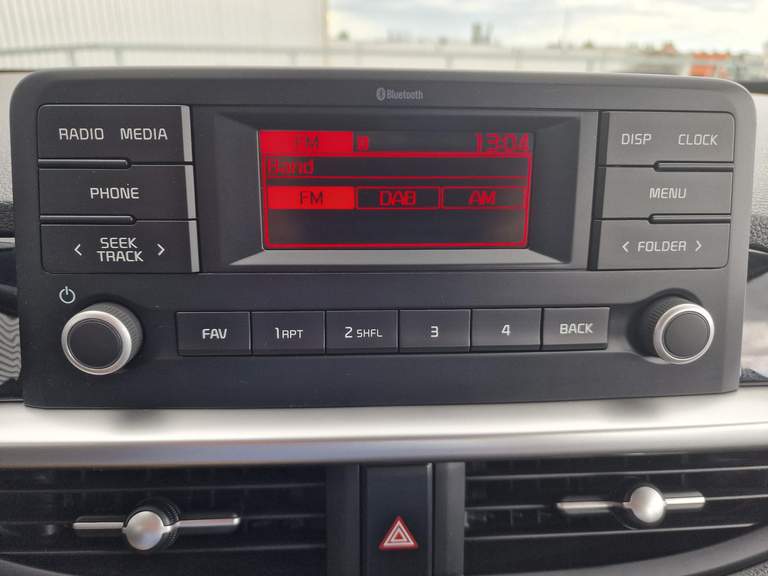 Bluetooth
RADIO MEDIA
PHONE
< SEEK TRACK >
FM 13:04
Band
FM DAB AM
DISP CLOCK
MENU
< FOLDER >
FAV 1 RPT 2 SHFL 3 4 BACK